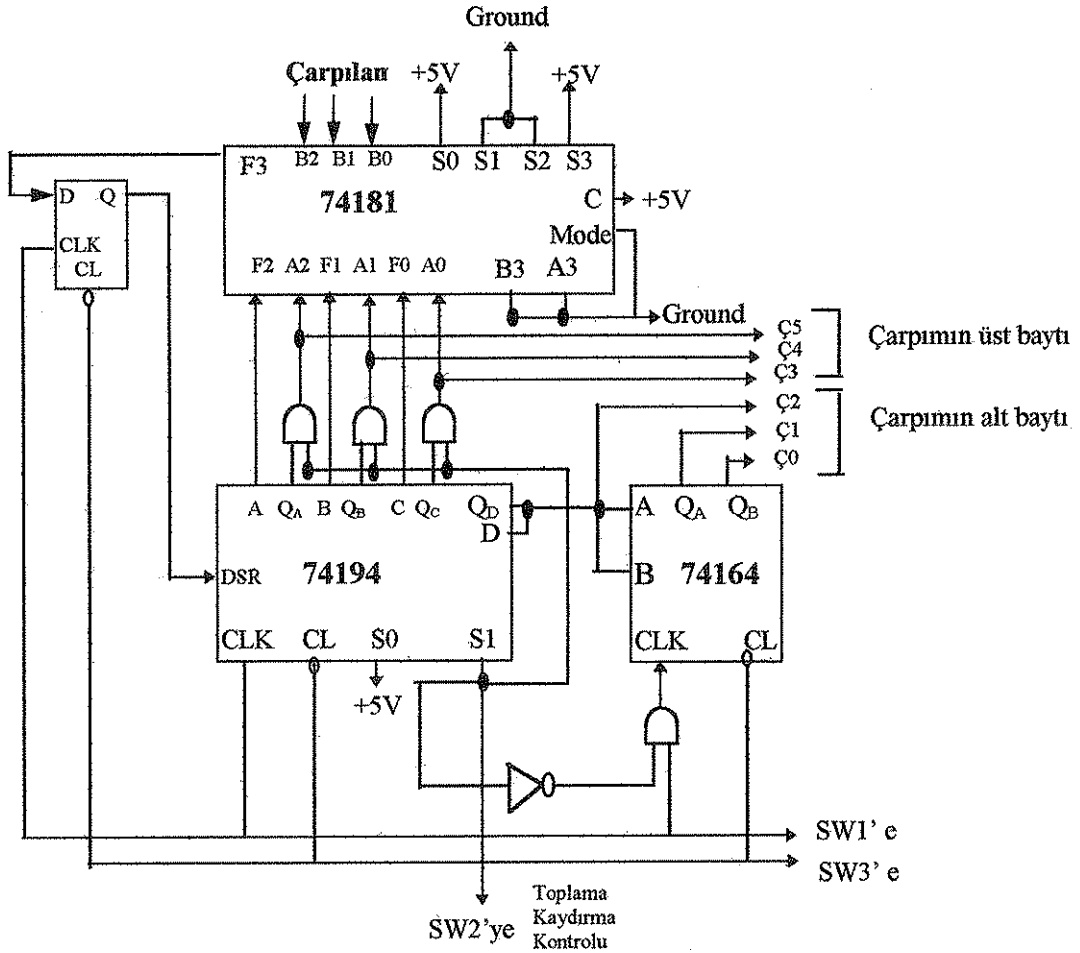 Ground
Çarpılan +5V +5V
F3 B2 B1 B0 S0 S1 S2 S3
D Q 74181 C +5V
CLK Mode
CL F2 A2 F1 A1 F0 A0 B3 A3
Ground
Ç5
Ç4 Çarpımın üst baytı
Ç3
Ç2
Ç1 Çarpımın alt baytı
Ç0
A QA B QB C QC QD A QA QB
D
DSR 74194 B 74164
CLK CL S0 S1 CLK CL
+5V
SW1' e
SW3' e
Toplama
SW2'ye Kaydırma
Kontrolu